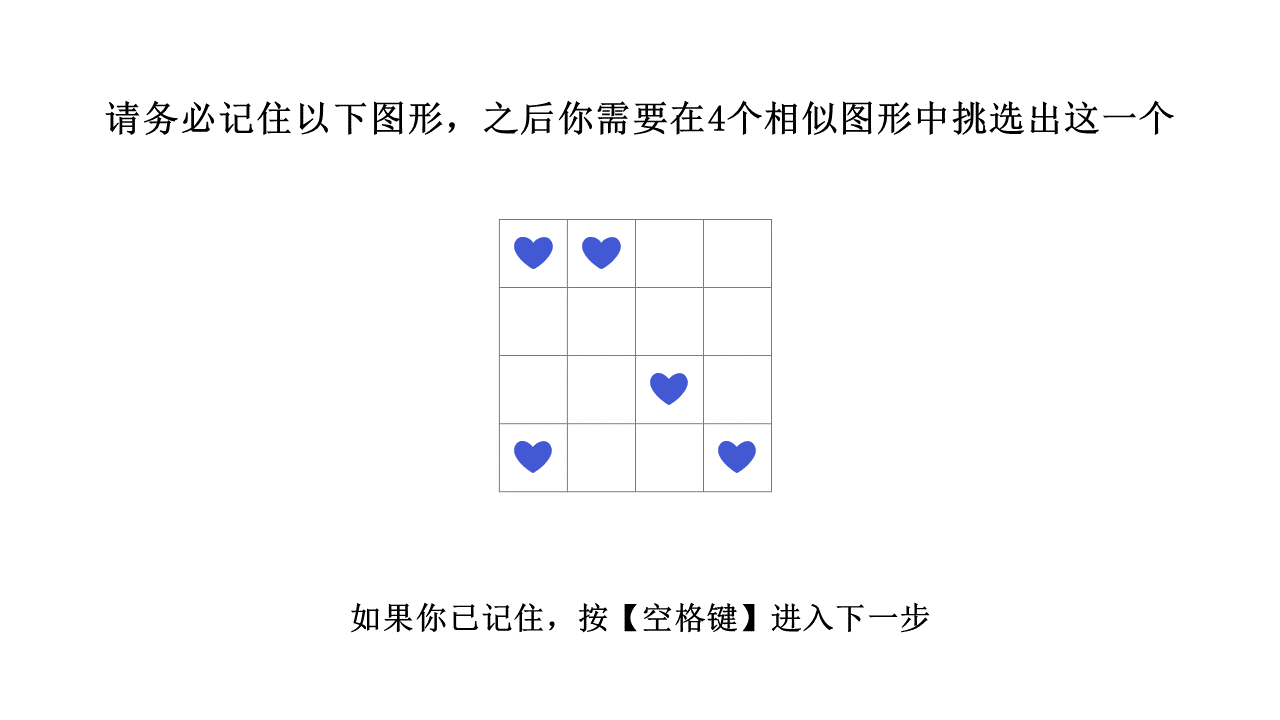 请务必记住以下图形，之后你需要在4个相似图形中挑选出这一个
如果你已记住，按【空格键】进入下一步